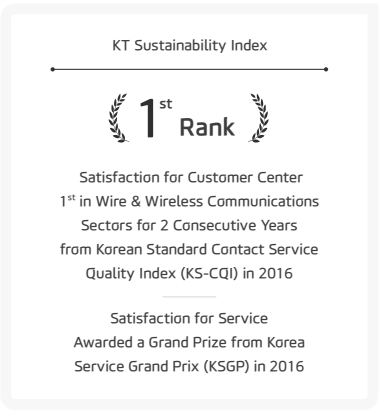 KT Sustainability Index
1st Rank
Satisfaction for Customer Center
1st in Wire & Wireless Communications
Sectors for 2 Consecutive Years
from Korean Standard Contact Service
Quality Index (KS-CQI) in 2016
Satisfaction for Service
Awarded a Grand Prize from Korea
Service Grand Prix (KSGP) in 2016